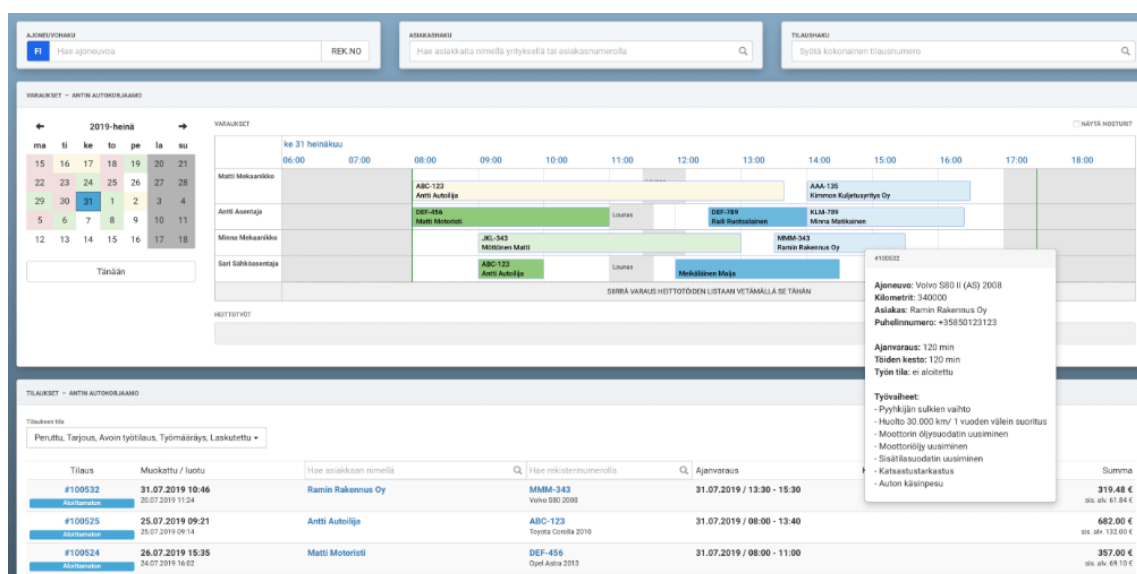 AJONEUVOHAKU
FI Hae ajoneuvoa REK.NO
ASIAKASHAKU
Hae asiakkaita nimellä yrityksellä tai asiakasnumerolla
TILAUSHAKU
Syötä kokonainen tilausnumero
VARAUKSET - ANTIN AUTOKORJAAMO
2019-heinä
ma ti ke to pe la su
15 16 17 18 19 20 21
22 23 24 25 26 27 28
29 30 31 1 2 3 4
5 6 7 8 9 10 11
12 13 14 15 16 17 18
Tänään
VARAUKSET
NÄYTÄ NOSTURIT
ke 31 heinäkuu
06:00 07:00 08:00 09:00 10:00 11:00 12:00 13:00 14:00 15:00 16:00 17:00 18:00
Matti Mekaanikko
ABC-123
Antti Autoilija
AAA-135
Kimmon Kuljetusyritys Oy
Antti Asentaja
DEF-456
Matti Motoristi
Lounas
DEF-789
Raili Ruotsalainen
KLM-789
Minna Matikainen
Minna Mekaanikko
JKL-343
Möttönen Matti
MMM-343
Ramin Rakennus Oy
Sari Sähköasentaja
ABC-123
Antti Autoilija
Lounas
Meikäläinen Maija
SIIRRÄ VARAUS HEITTOTÖIDEN LISTAAN VETÄMÄLLÄ SE TÄHÄN
HEITTOTYÖT
#100532
Ajoneuvo: Volvo S80 II (AS) 2008
Kilometrit: 340000
Asiakas: Ramin Rakennus Oy
Puhelinnumero: +35850123123
Ajanvaraus: 120 min
Töiden kesto: 120 min
Työn tila: ei aloitettu
Työvaiheet:
- Pyyhkijän sulkien vaihto
- Huolto 30.000 km/ 1 vuoden välein suoritus
- Moottorin öljysuodatin uusiminen
- Moottoriöljy uusiminen
- Sisätilasuodatin uusiminen
- Katsastustarkastus
- Auton käsinpesu
TILAUKSET - ANTIN AUTOKORJAAMO
Tilauksen tila
Peruttu, Tarjous, Avoin työtilaus, Työmääräys, Laskutettu
Tilaus Muokattu / luotu Hae asiakkaan nimellä Hae rekisterinumerolla Ajanvaraus Summa
#100532 31.07.2019 10:46 Ramin Rakennus Oy MMM-343 31.07.2019 / 13:30 - 15:30 319.48 €
Aloittamaton 20.07.2019 11:24 Volvo S80 2008 sis. alv. 61.84 €
#100525 25.07.2019 09:21 Antti Autoilija ABC-123 31.07.2019 / 08:00 - 13:40 682.00 €
Aloittamaton 25.07.2019 09:14 Toyota Corolla 2010 sis. alv. 132.00 €
#100524 26.07.2019 15:35 Matti Motoristi DEF-456 31.07.2019 / 08:00 - 11:00 357.00 €
Aloittamaton 24.07.2019 16:02 Opel Astra 2013 sis. alv. 69.10 €